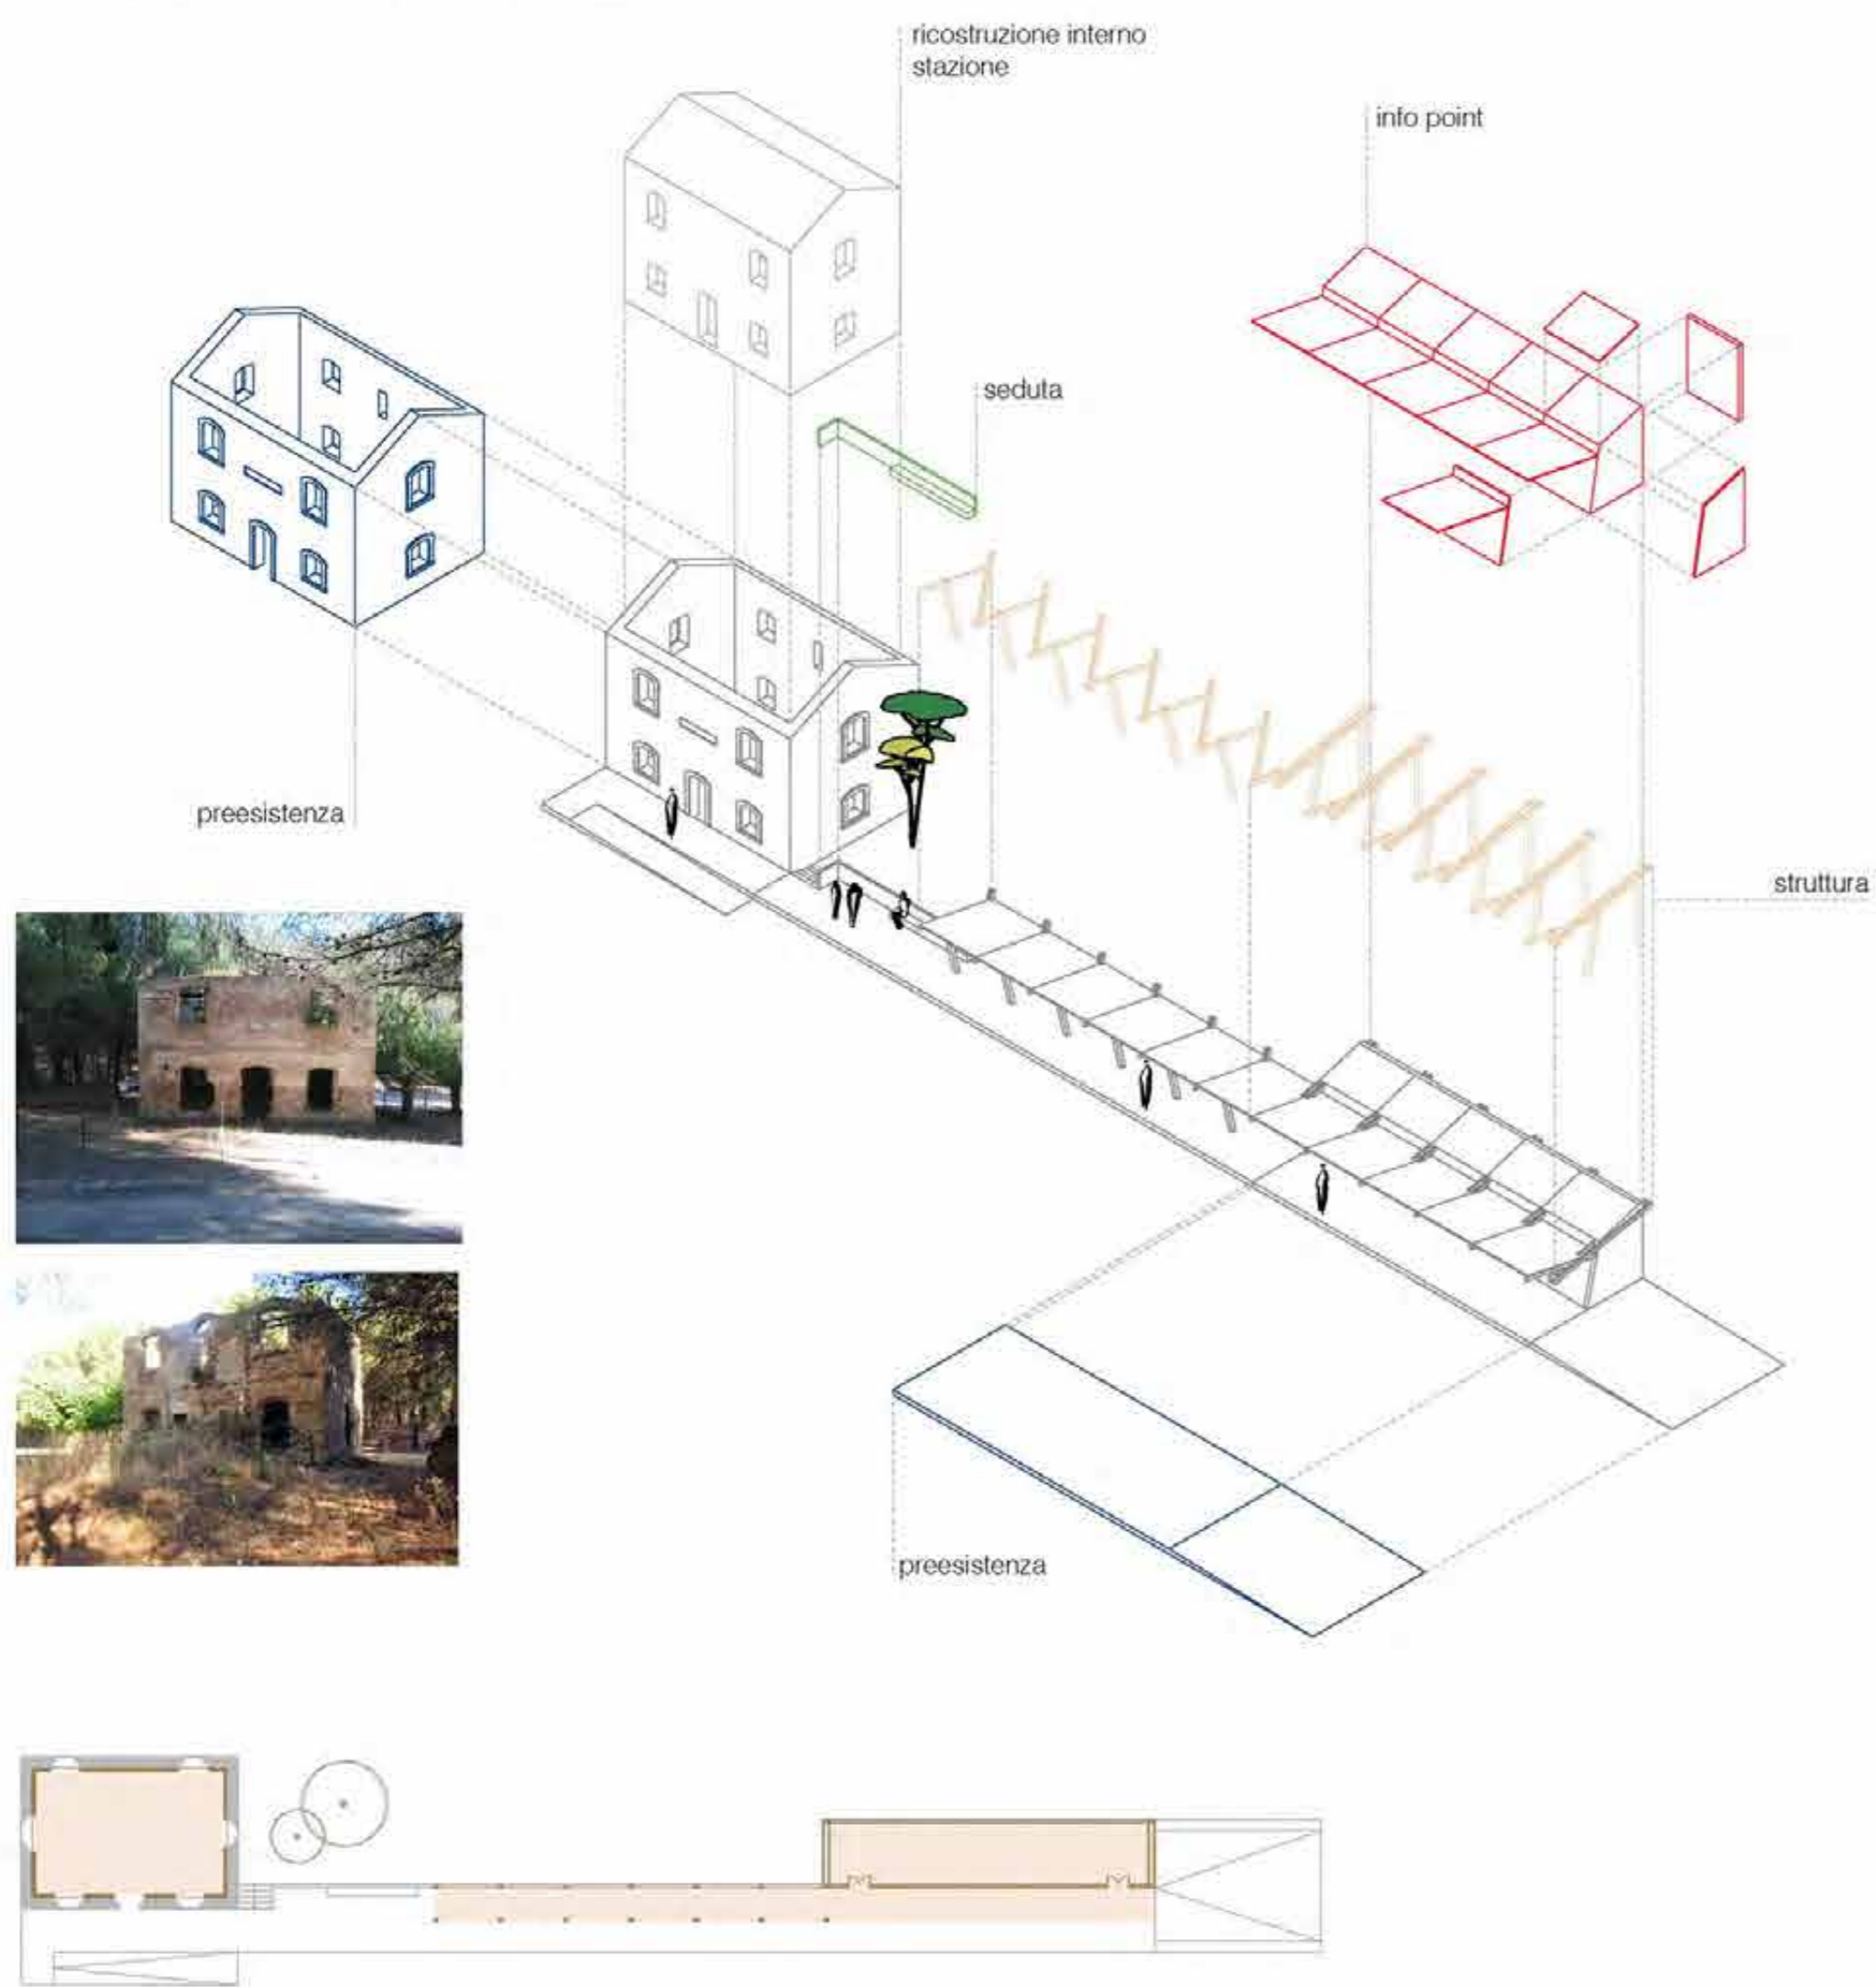 ricostruzione interno
stazione
info point
seduta
preesistenza
struttura
preesistenza